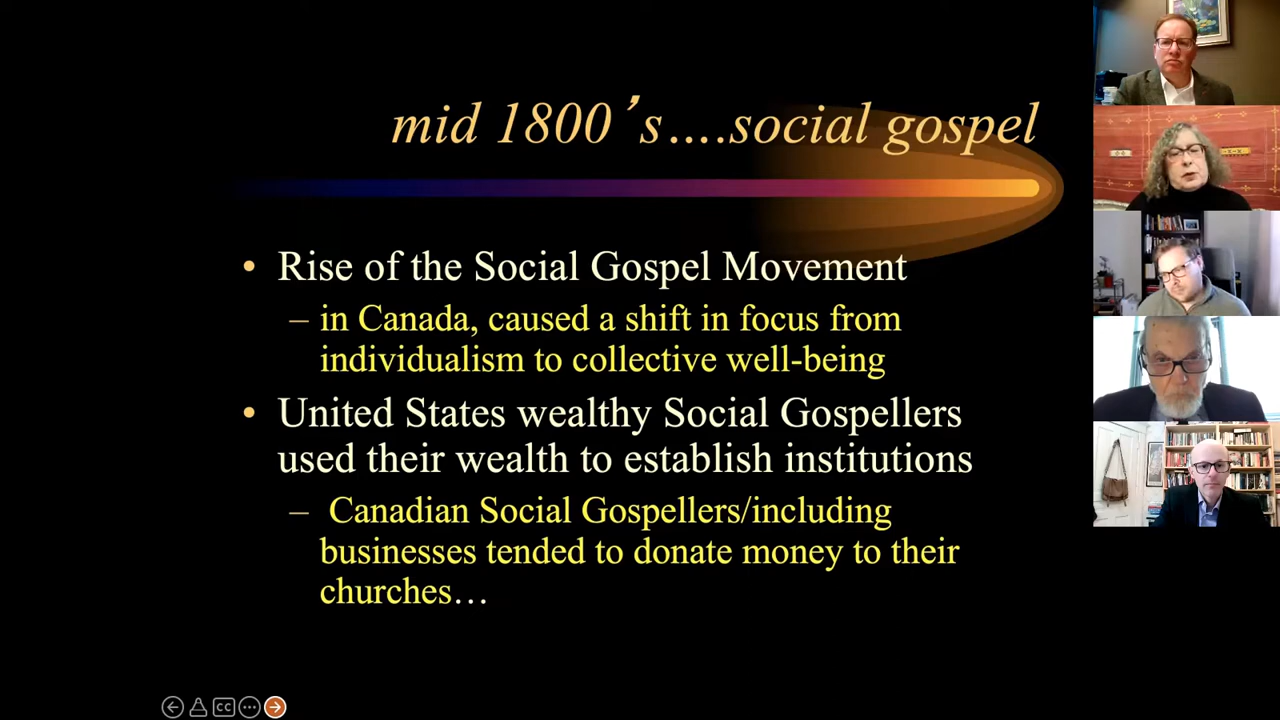 mid 1800’s….social gospel
• Rise of the Social Gospel Movement
– in Canada, caused a shift in focus from
individualism to collective well-being
• United States wealthy Social Gospellers
used their wealth to establish institutions
– Canadian Social Gospellers/including
businesses tended to donate money to their
churches…
CC